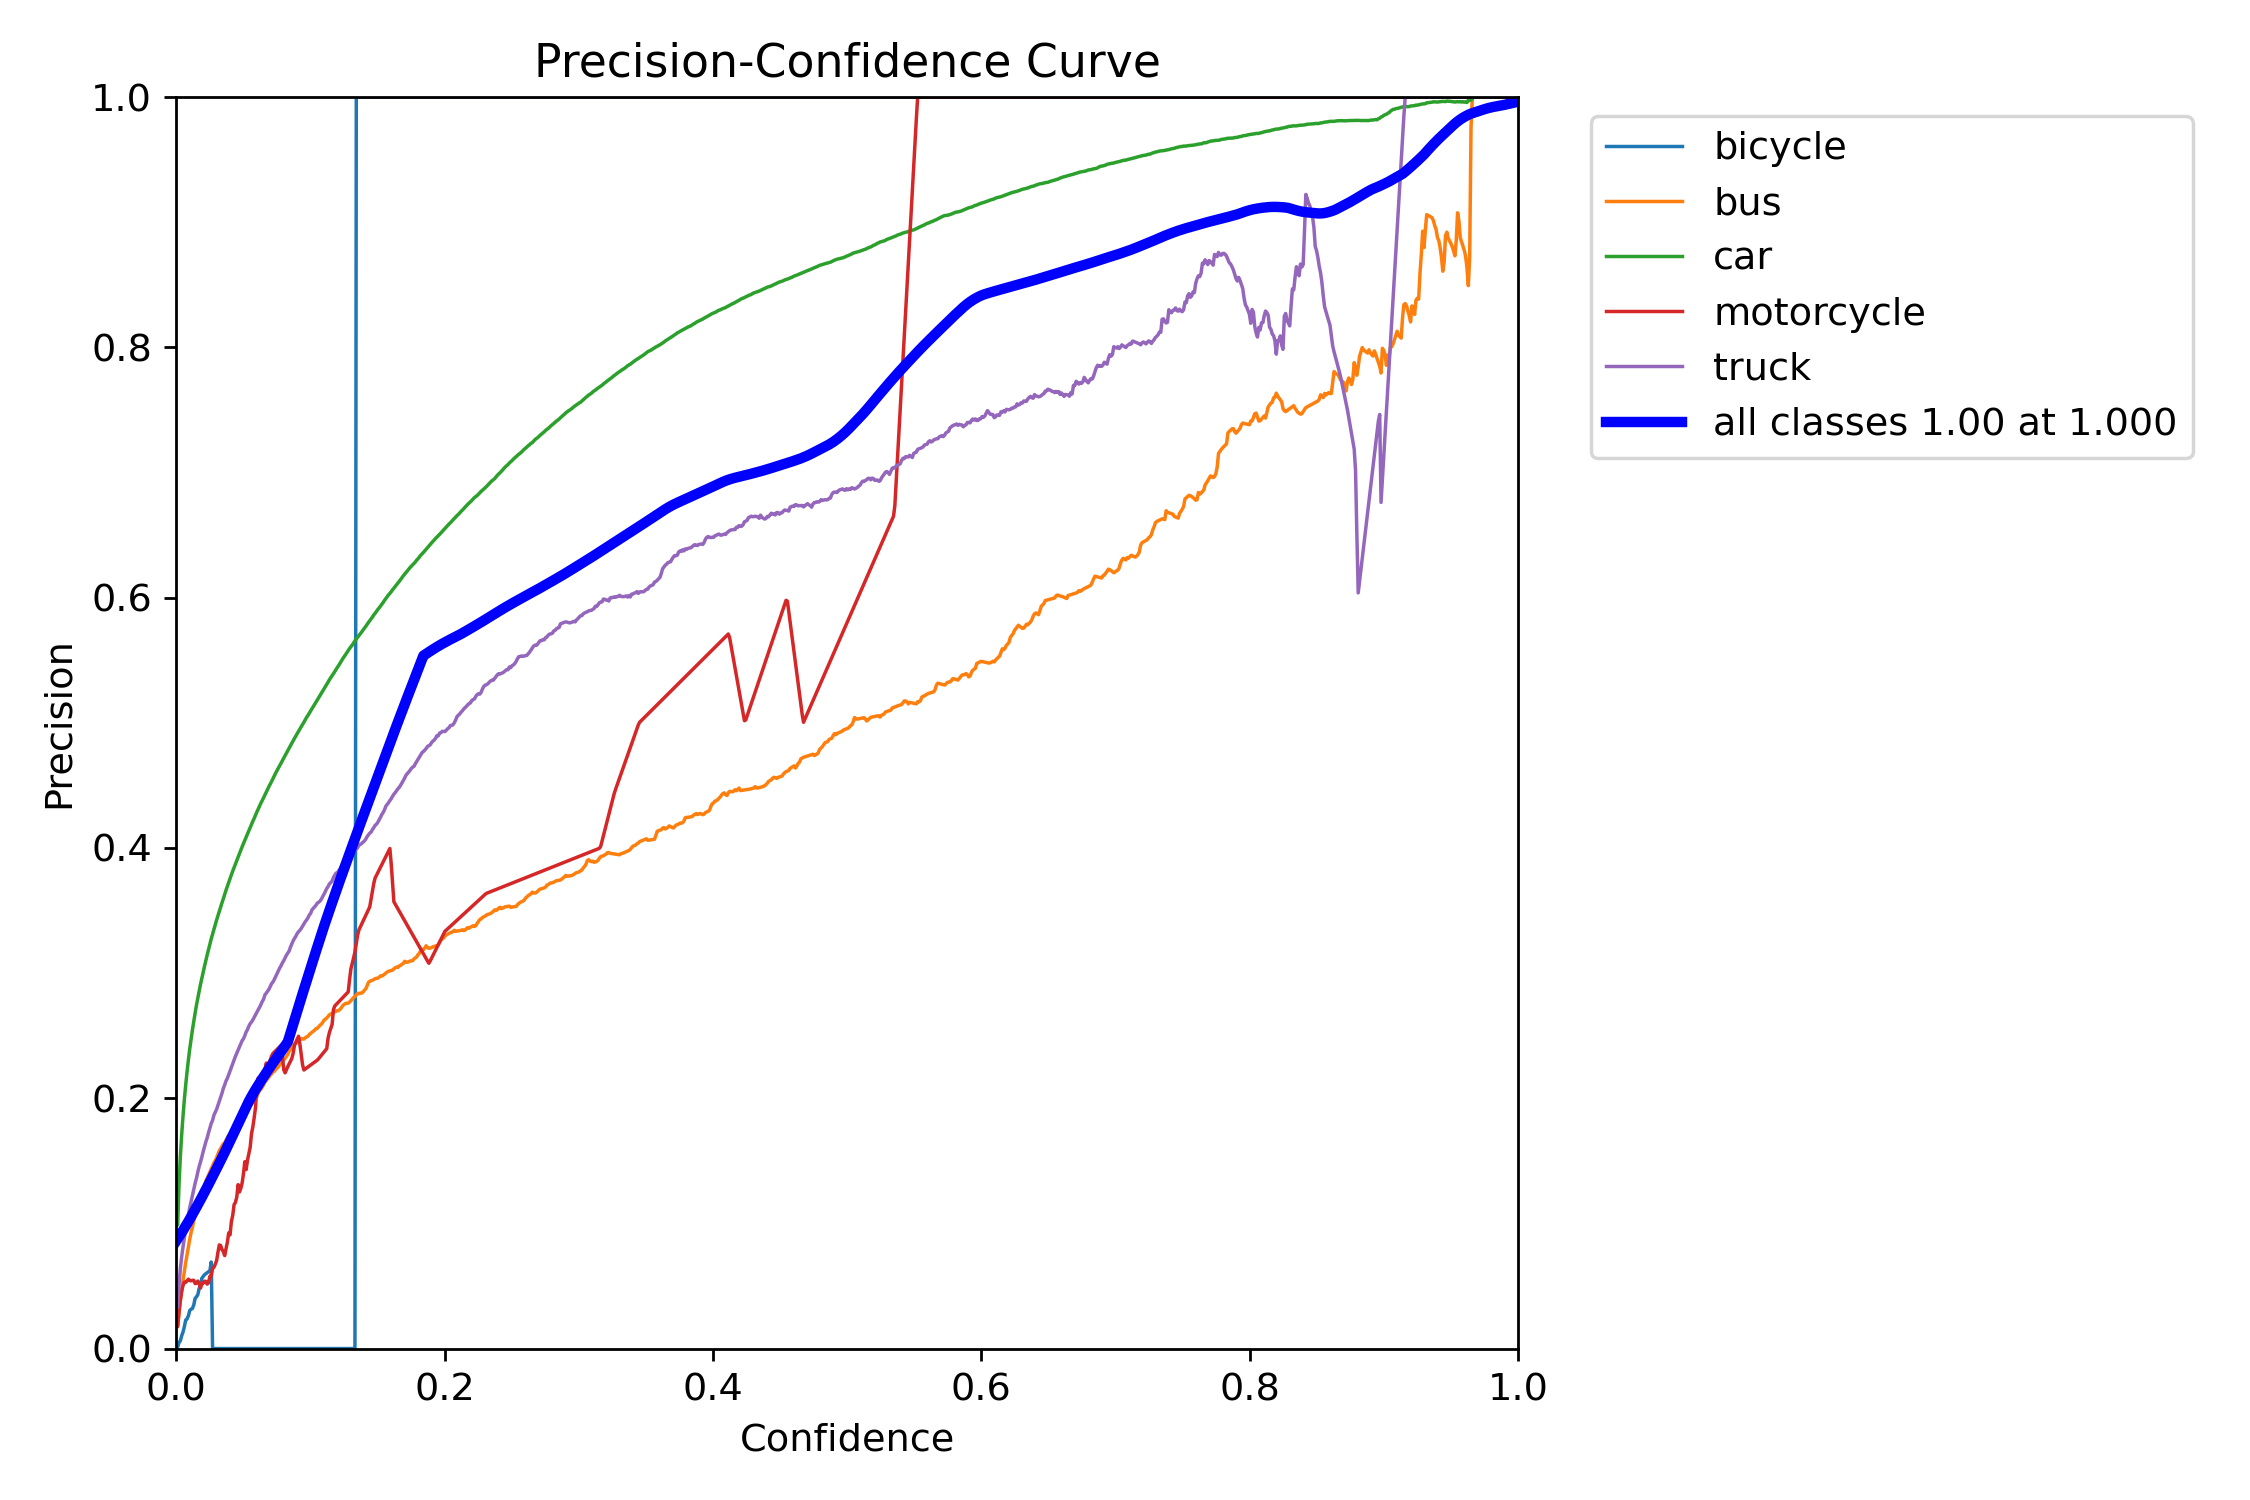 Precision-Confidence Curve
1.0
0.8
0.6
0.4
0.2
0.0
Precision
0.0 0.2 0.4 0.6 0.8 1.0
Confidence
bicycle
bus
car
motorcycle
truck
all classes 1.00 at 1.000